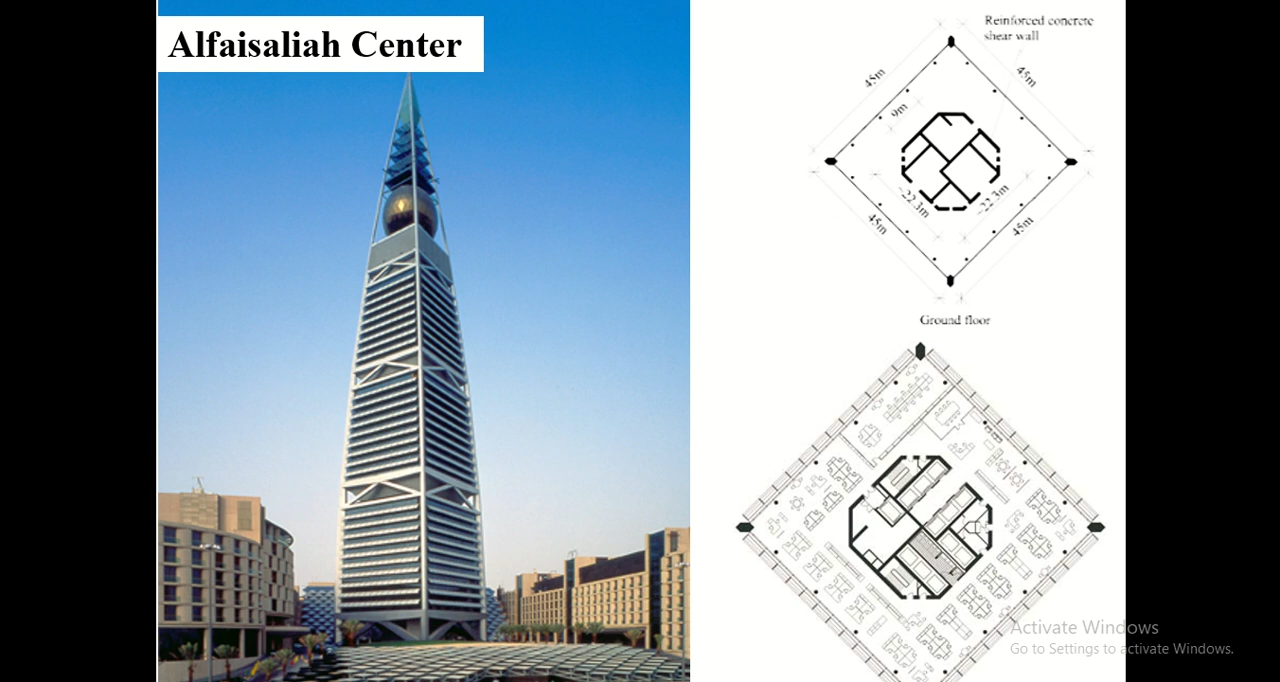 Alfaisaliah Center
Reinforced concrete
shear wall
45m
45m
9m
~22.3m
~22.3m
45m
45m
Ground floor
Activate Windows
Go to Settings to activate Windows.